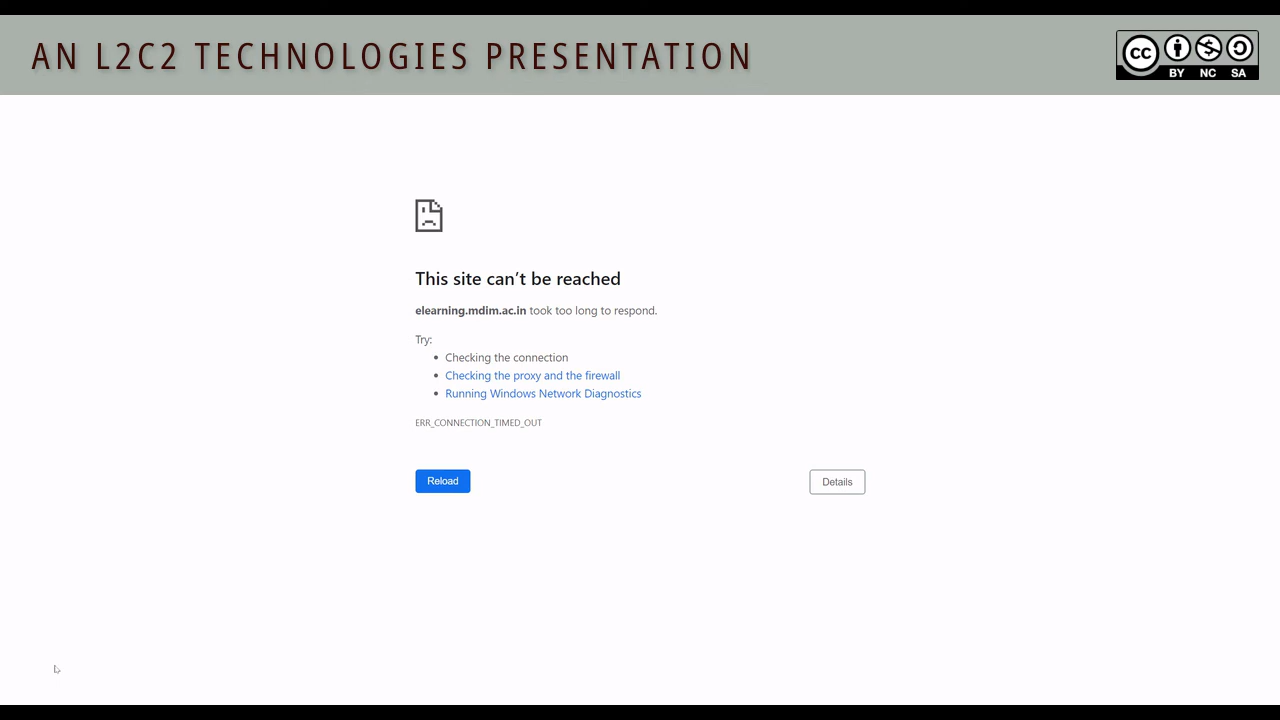 AN L2C2 TECHNOLOGIES PRESENTATION
CC BY NC SA
This site can't be reached
elearning.mdim.ac.in took too long to respond.
Try:
Checking the connection
Checking the proxy and the firewall
Running Windows Network Diagnostics
ERR_CONNECTION_TIMED_OUT
Reload Details